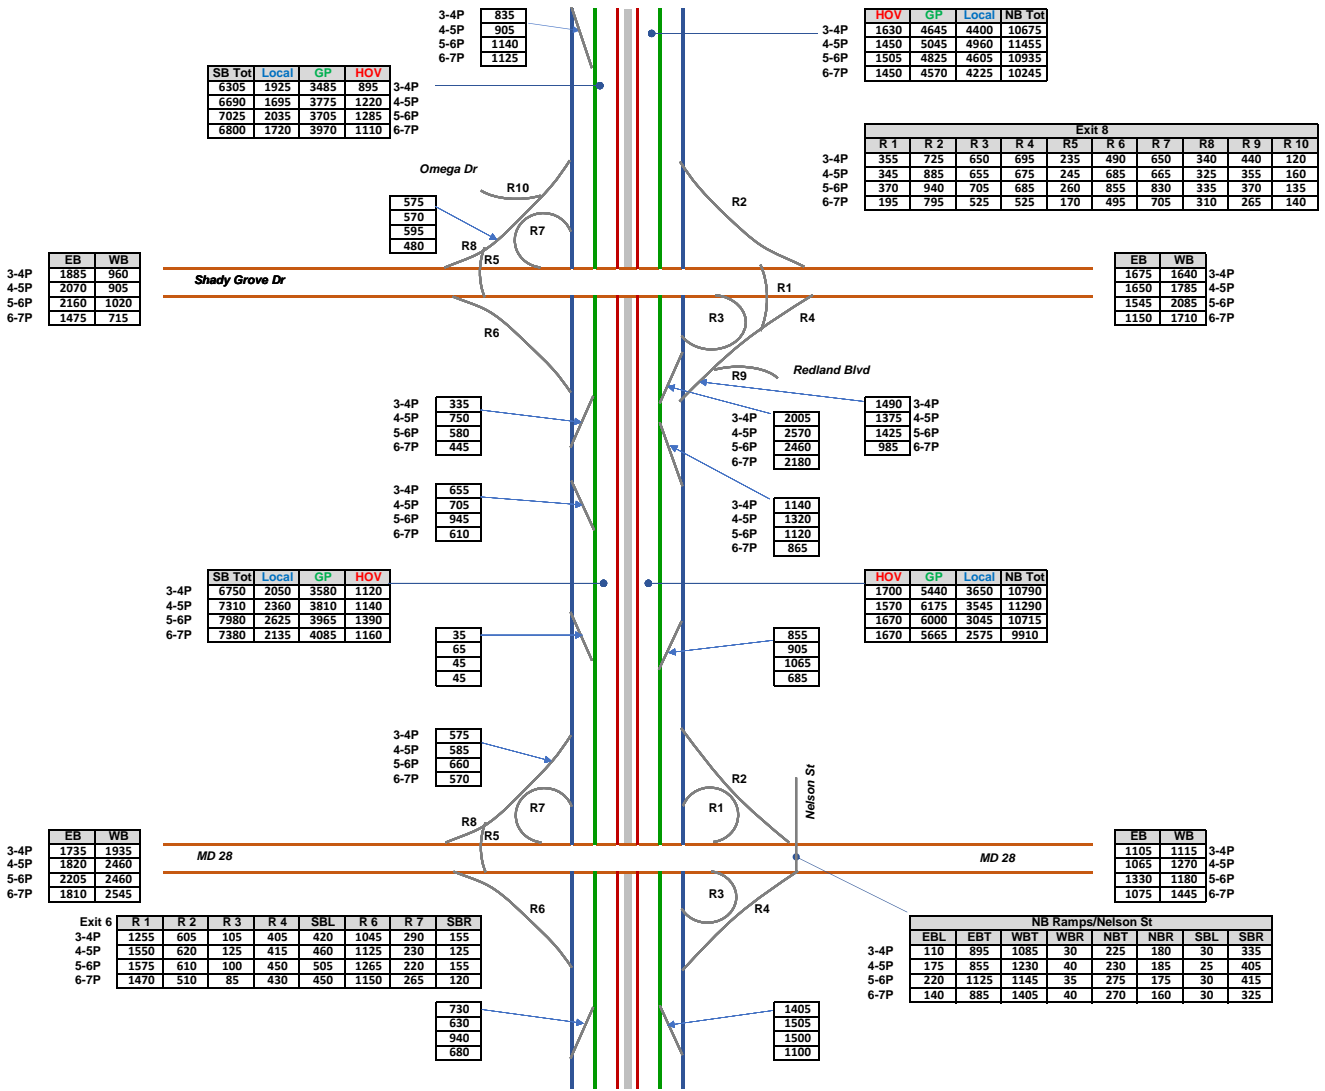 3-4P 835
4-5P 905
5-6P 1140
6-7P 1125
HOV GP Local NB Tot
3-4P 1630 4645 4400 10675
4-5P 1450 5045 4960 11455
5-6P 1505 4825 4605 10935
6-7P 1450 4570 4225 10245
SB Tot Local GP HOV
6305 1925 3485 895 3-4P
6690 1695 3775 1220 4-5P
7025 2035 3705 1285 5-6P
6800 1720 3970 1110 6-7P
Exit 8
R 1 R 2 R 3 R 4 R5 R 6 R 7 R8 R 9 R 10
3-4P 355 725 650 695 235 490 650 340 440 120
4-5P 345 885 655 675 245 685 665 325 355 160
5-6P 370 940 705 685 260 855 830 335 370 135
6-7P 195 795 525 525 170 495 705 310 265 140
Omega Dr
R10
R2
575
570
595
480
R7
R8
R5
EB WB
3-4P 1885 960
4-5P 2070 905
5-6P 2160 1020
6-7P 1475 715
Shady Grove Dr
EB WB
1675 1640 3-4P
1650 1785 4-5P
1545 2085 5-6P
1150 1710 6-7P
R1
R3
R4
R6
R9
Redland Blvd
3-4P 335
4-5P 750
5-6P 580
6-7P 445
3-4P 2005
4-5P 2570
5-6P 2460
6-7P 2180
1490 3-4P
1375 4-5P
1425 5-6P
985 6-7P
3-4P 655
4-5P 705
5-6P 945
6-7P 610
3-4P 1140
4-5P 1320
5-6P 1120
6-7P 865
SB Tot Local GP HOV
3-4P 6750 2050 3580 1120
4-5P 7310 2360 3810 1140
5-6P 7980 2625 3965 1390
6-7P 7380 2135 4085 1160
HOV GP Local NB Tot
1700 5440 3650 10790
1570 6175 3545 11290
1670 6000 3045 10715
1670 5665 2575 9910
35
65
45
45
855
905
1065
685
3-4P 575
4-5P 585
5-6P 660
6-7P 570
R2
Nelson St
R7
R1
R8
R5
EB WB
3-4P 1735 1935
4-5P 1820 2460
5-6P 2205 2460
6-7P 1810 2545
MD 28
MD 28
EB WB
1105 1115 3-4P
1065 1270 4-5P
1330 1180 5-6P
1075 1445 6-7P
R3
R4
R6
Exit 6 R 1 R 2 R 3 R 4 SBL R 6 R 7 SBR
3-4P 1255 605 105 405 420 1045 290 155
4-5P 1550 620 125 415 460 1125 230 125
5-6P 1575 610 100 450 505 1265 220 155
6-7P 1470 510 85 430 450 1150 265 120
NB Ramps/Nelson St
EBL EBT WBT WBR NBT NBR SBL SBR
3-4P 110 895 1085 30 225 180 30 335
4-5P 175 855 1230 40 230 185 25 405
5-6P 220 1125 1145 35 275 175 30 415
6-7P 140 885 1405 40 270 160 30 325
730
630
940
680
1405
1505
1500
1100